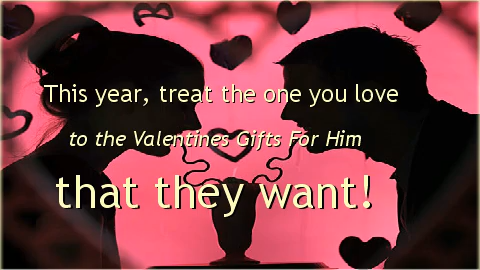 This year, treat the one you love
to the Valentines Gifts For Him
that they want!